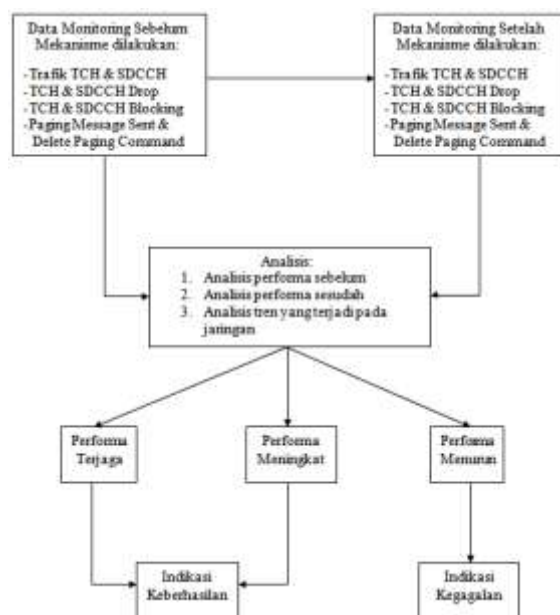 Data Monitoring Sebelum
Mekanisme dilakukan:
-Trafik TCH & SDCCH
-TCH & SDCCH Drop
-TCH & SDCCH Blocking
-Paging Message Sent &
Delete Paging Command
Data Monitoring Setelah
Mekanisme dilakukan:
-Trafik TCH & SDCCH
-TCH & SDCCH Drop
-TCH & SDCCH Blocking
-Paging Message Sent &
Delete Paging Command
Analisis:
1. Analisis performa sebelum
2. Analisis performa sesudah
3. Analisis tren yang terjadi pada
jaringan
Performa
Terjaga
Performa
Meningkat
Performa
Menurun
Indikasi
Keberhasilan
Indikasi
Kegagalan